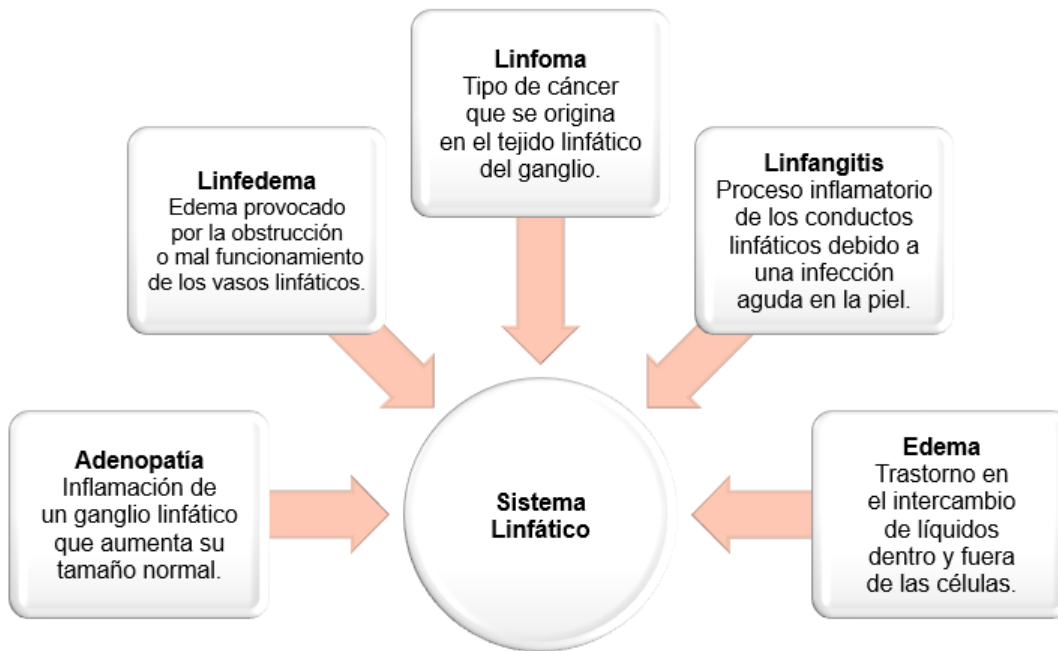 Linfoma
Tipo de cáncer
que se origina
en el tejido linfático
del ganglio.
Linfedema
Edema provocado
por la obstrucción
o mal funcionamiento
de los vasos linfáticos.
Linfangitis
Proceso inflamatorio
de los conductos
linfáticos debido a
una infección
aguda en la piel.
Adenopatía
Inflamación de
un ganglio linfático
que aumenta su
tamaño normal.
Sistema
Linfático
Edema
Trastorno en
el intercambio
de líquidos
dentro y fuera
de las células.